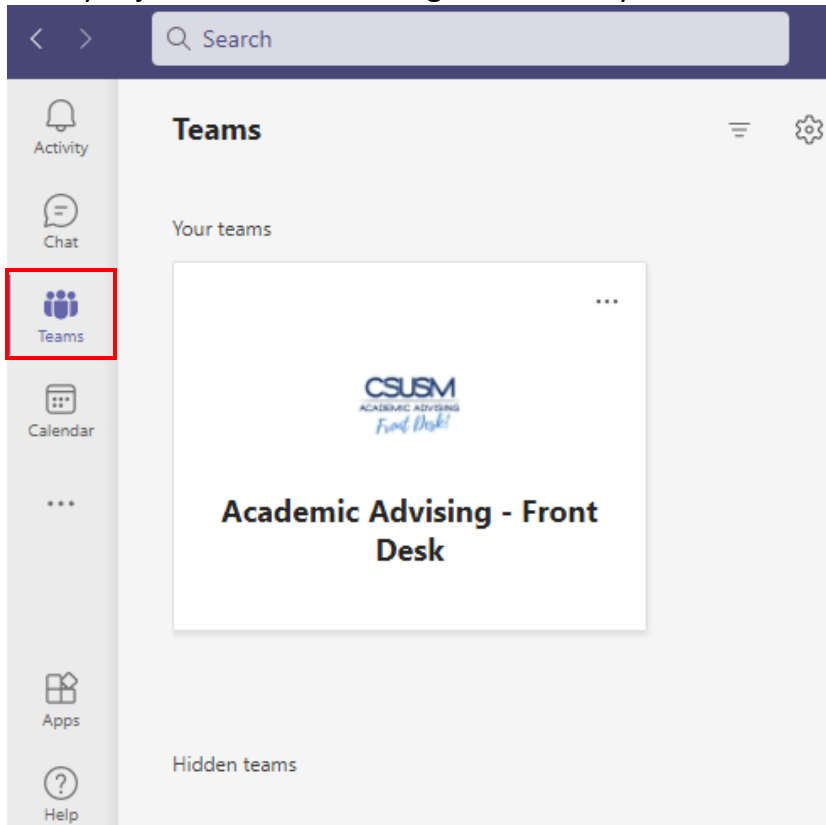 Search
Activity
Teams
Chat
Your teams
Teams
CSUSM
ACADEMIC ADVISING
Front Desk!
Calendar
Academic Advising - Front
Desk
Apps
Hidden teams
Help